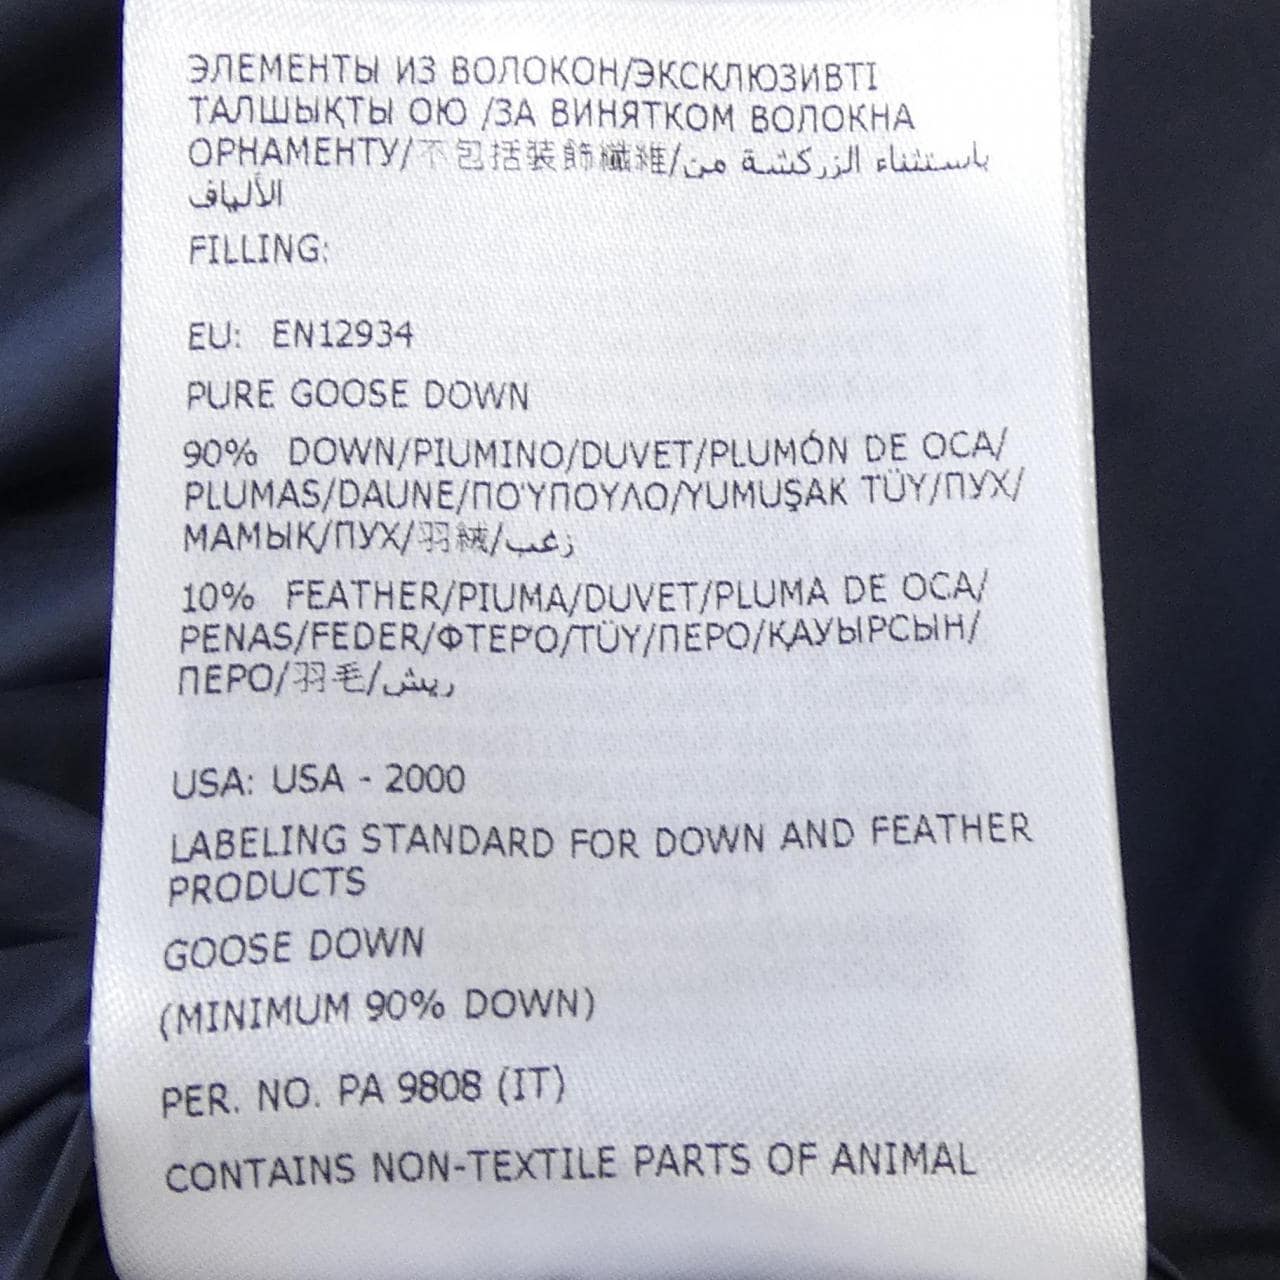 ЭЛЕМЕНТЫ ИЗ ВОЛОКОН/ЭКСКЛЮЗИВТІ
ТАЛШЫҚТЫ ОЮ /ЗА ВИНЯТКОМ ВОЛОКНА
ОРНАМЕНТУ/不包括裝飾纖維/باستثناء الزركشة من
الألياف
FILLING:
EU: EN12934
PURE GOOSE DOWN
90% DOWN/PIUMINO/DUVET/PLUMÓN DE OCA/
PLUMAS/DAUNE/ΠΟΎΠΟΥΛΟ/YUMUŞAK TÜY/ПУХ/
МАМЫҚ/ПУХ/羽絨/زغب
10% FEATHER/PIUMA/DUVET/PLUMA DE OCA/
PENAS/FEDER/ΦΤΕΡΌ/TÜY/ПЕРО/ҚАУЫРСЫН/
ПЕРО/羽毛/ريش
USA: USA - 2000
LABELING STANDARD FOR DOWN AND FEATHER
PRODUCTS
GOOSE DOWN
(MINIMUM 90% DOWN)
PER. NO. PA 9808 (IT)
CONTAINS NON-TEXTILE PARTS OF ANIMAL